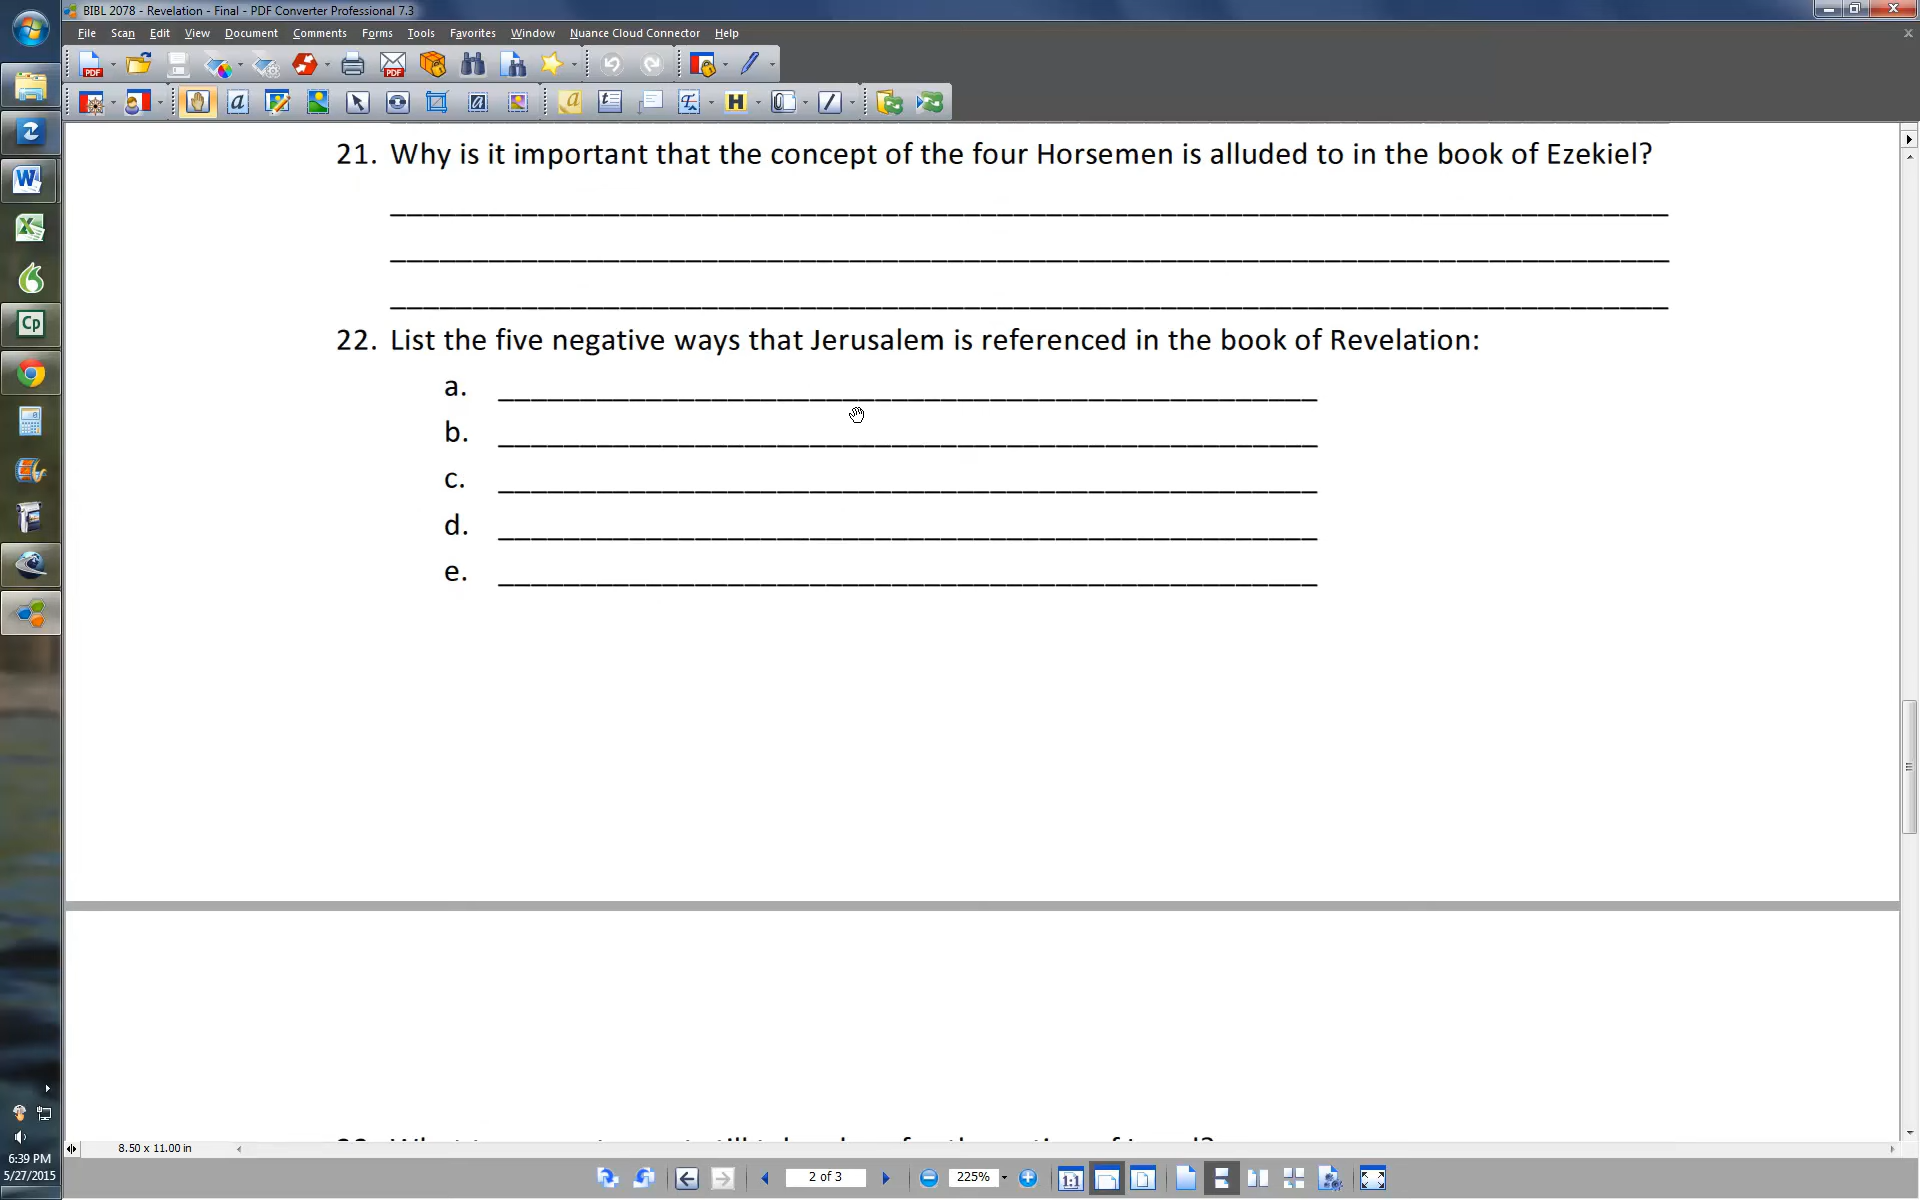 BIBL 2078 - Revelation - Final - PDF Converter Professional 7.3
File Scan Edit View Document Comments Forms Tools Favorites Window Nuance Cloud Connector Help
21. Why is it important that the concept of the four Horsemen is alluded to in the book of Ezekiel?
22. List the five negative ways that Jerusalem is referenced in the book of Revelation:
a.
b.
c.
d.
e.
8.50 x 11.00 in
6:39 PM
5/27/2015
2 of 3
225%